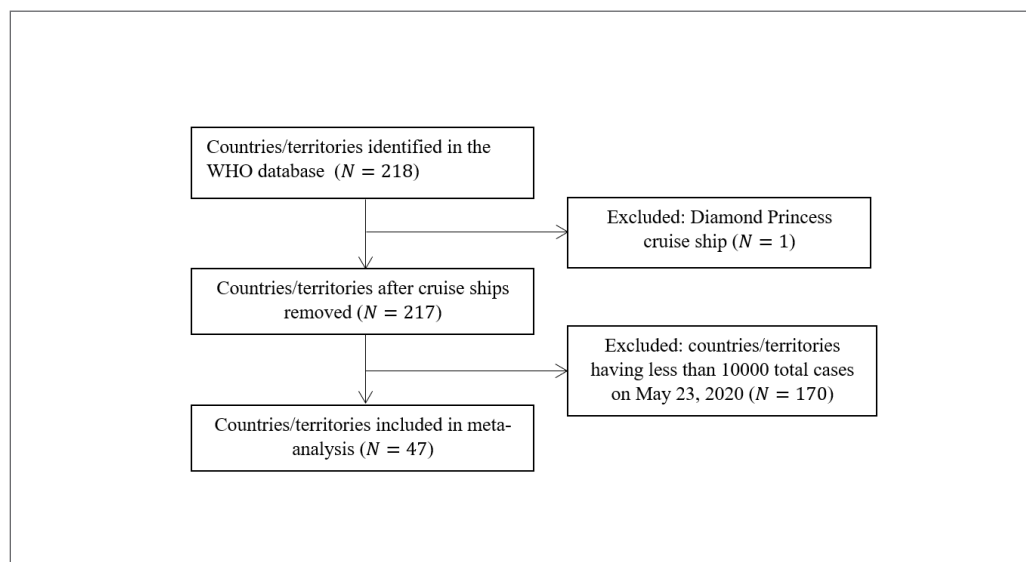 Countries/territories identified in the
WHO database (N = 218)
Excluded: Diamond Princess
cruise ship (N = 1)
Countries/territories after cruise ships
removed (N = 217)
Excluded: countries/territories
having less than 10000 total cases
on May 23, 2020 (N = 170)
Countries/territories included in meta-
analysis (N = 47)